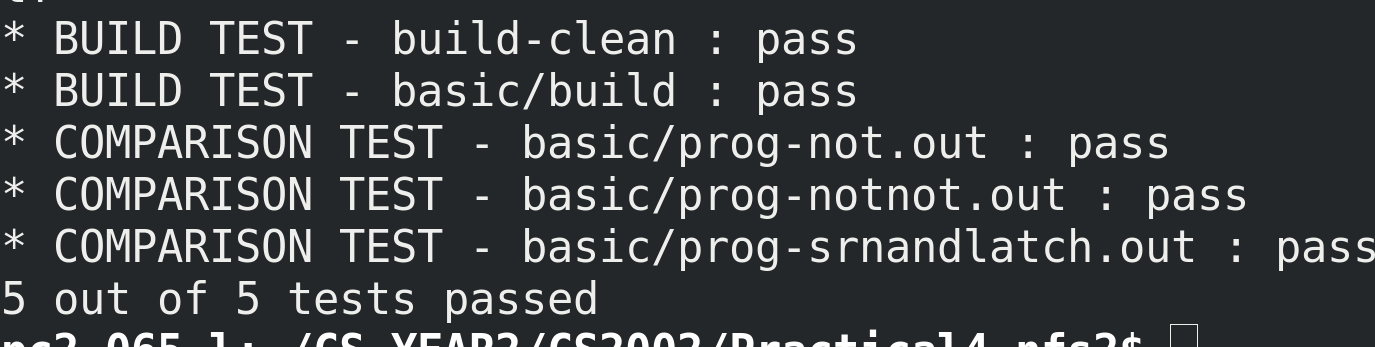 * BUILD TEST - build-clean : pass
* BUILD TEST - basic/build : pass
* COMPARISON TEST - basic/prog-not.out : pass
* COMPARISON TEST - basic/prog-notnot.out : pass
* COMPARISON TEST - basic/prog-srnandlatch.out : pass
5 out of 5 tests passed